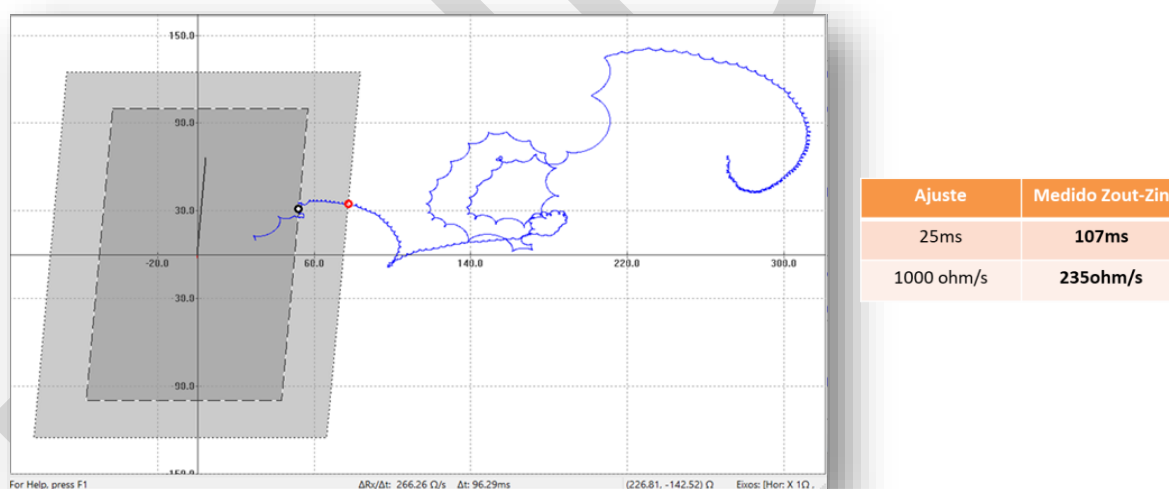 150.0
90.0
30.0
-20.0 60.0 140.0 220.0 300.0
30.0
90.0
150.0
For Help, press F1 ΔRx/Δt: 266.26 Ω/s Δt: 96.29ms (226.81, -142.52) Ω Eixos: [Hor: X 1Ω ,
Ajuste Medido Zout-Zin
25ms 107ms
1000 ohm/s 235ohm/s